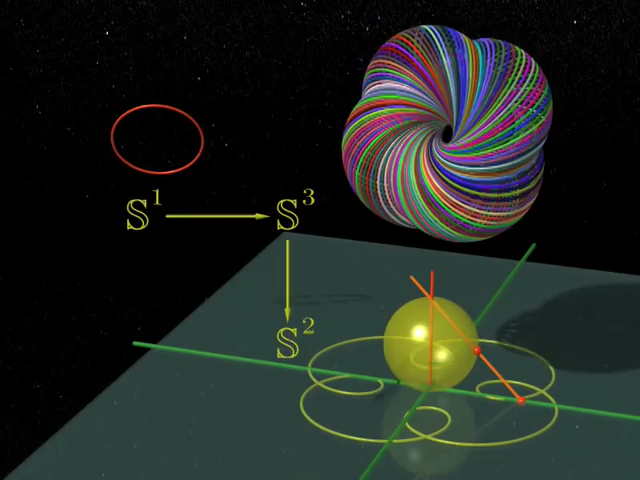 𝕊¹ → 𝕊³
↓
𝕊²